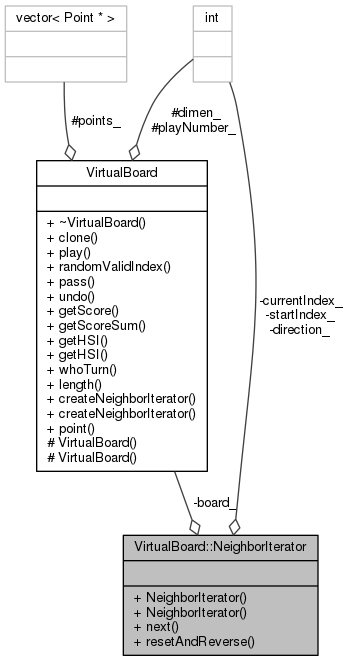 vector< Point * >
int
#points_
#dimen_
#playNumber_
VirtualBoard
+ ~VirtualBoard()
+ clone()
+ play()
+ randomValidIndex()
+ pass()
+ undo()
+ getScore()
+ getScoreSum()
+ getHSI()
+ getHSI()
+ whoTurn()
+ length()
+ createNeighborIterator()
+ createNeighborIterator()
+ point()
# VirtualBoard()
# VirtualBoard()
-currentIndex_
-startIndex_
-direction_
-board_
VirtualBoard::NeighborIterator
+ NeighborIterator()
+ NeighborIterator()
+ next()
+ resetAndReverse()